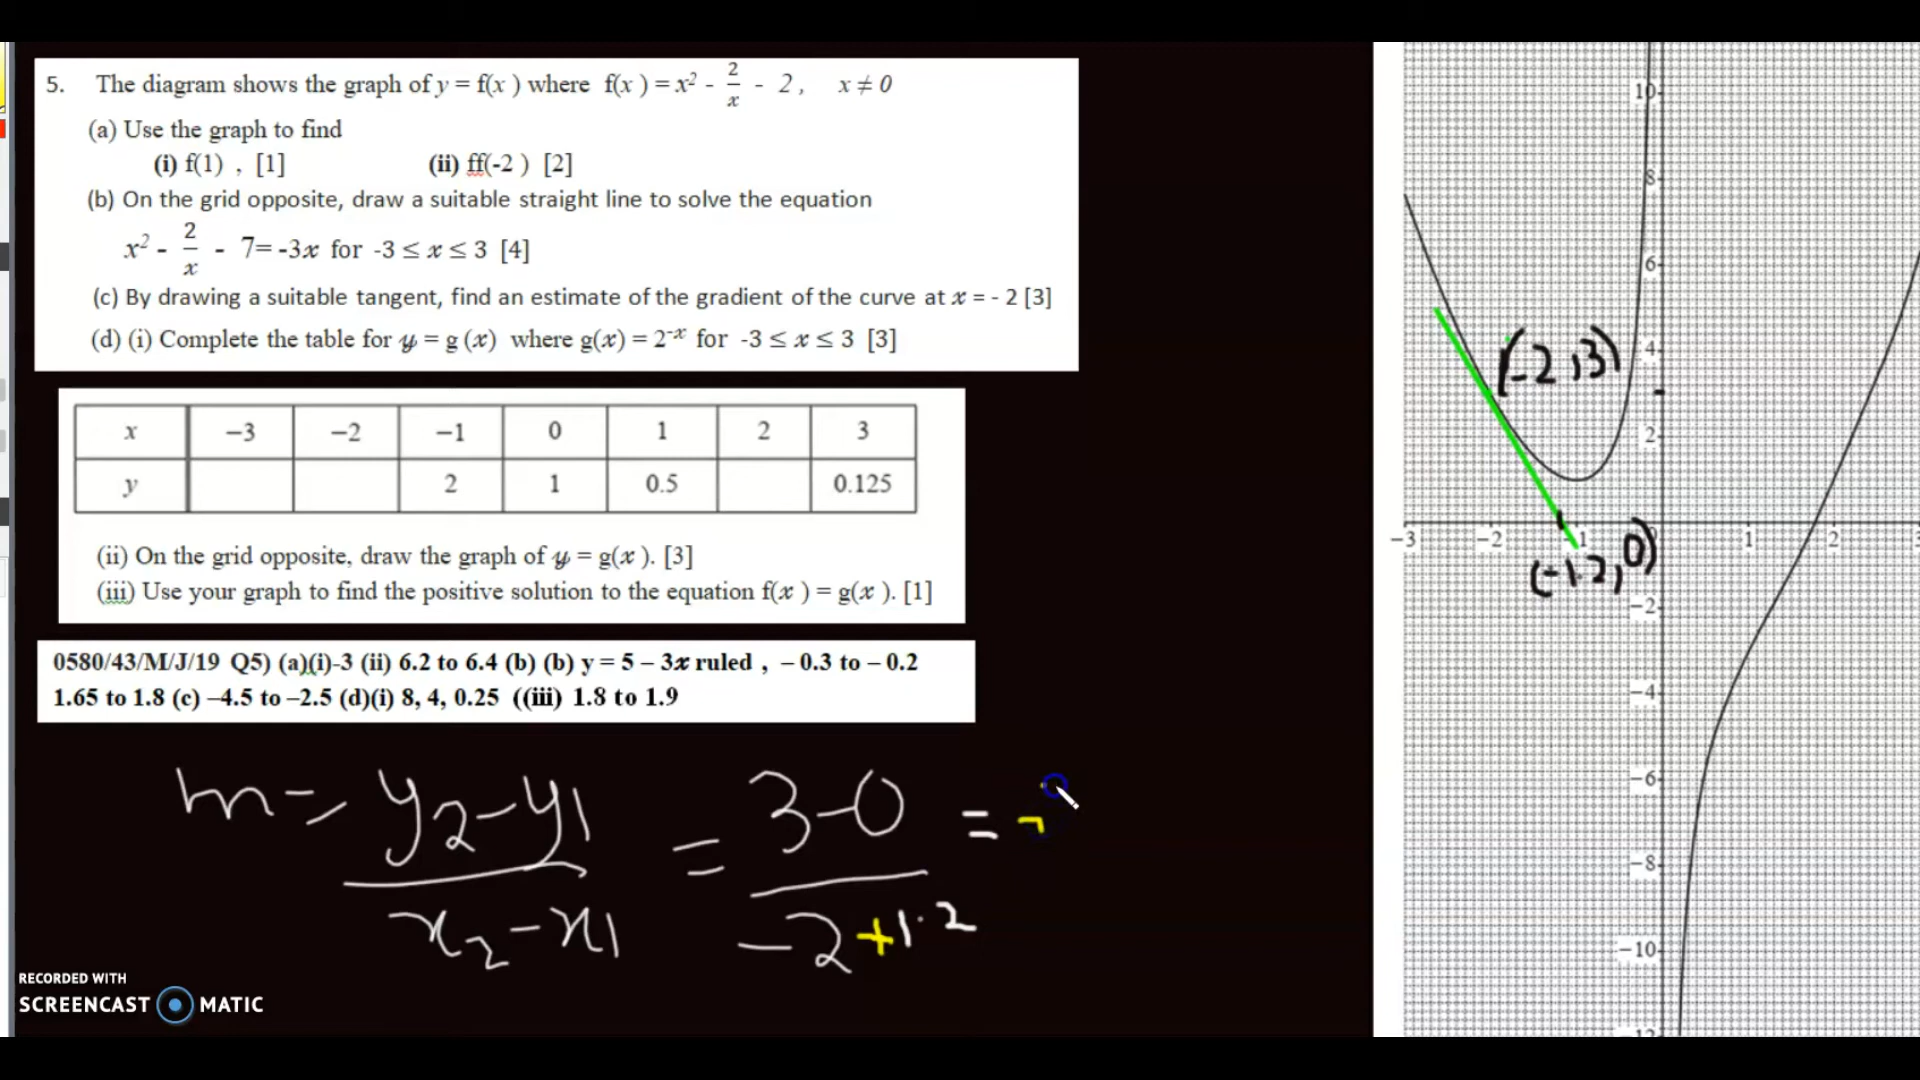 5. The diagram shows the graph of y = f(x ) where f(x ) = x² - 2/x - 2 , x ≠ 0
(a) Use the graph to find
(i) f(1) , [1] (ii) ff(-2 ) [2]
(b) On the grid opposite, draw a suitable straight line to solve the equation
x² - 2/x - 7= -3x for -3 ≤ x ≤ 3 [4]
(c) By drawing a suitable tangent, find an estimate of the gradient of the curve at x = - 2 [3]
(d) (i) Complete the table for y = g (x) where g(x) = 2⁻ˣ for -3 ≤ x ≤ 3 [3]
x −3 −2 −1 0 1 2 3
y 2 1 0.5 0.125
(ii) On the grid opposite, draw the graph of y = g(x ). [3]
(iii) Use your graph to find the positive solution to the equation f(x ) = g(x ). [1]
0580/43/M/J/19 Q5) (a)(i)-3 (ii) 6.2 to 6.4 (b) (b) y = 5 – 3x ruled , – 0.3 to – 0.2
1.65 to 1.8 (c) –4.5 to –2.5 (d)(i) 8, 4, 0.25 ((iii) 1.8 to 1.9
m = y2 - y1 / x2 - x1 = 3-0 / -2+1.2 = -
RECORDED WITH
SCREENCAST MATIC
10
8
6
4
(-2,3)
2
−3 −2 −1 1 2 3
(-1.2,0)
−2
−4
−6
−8
−10